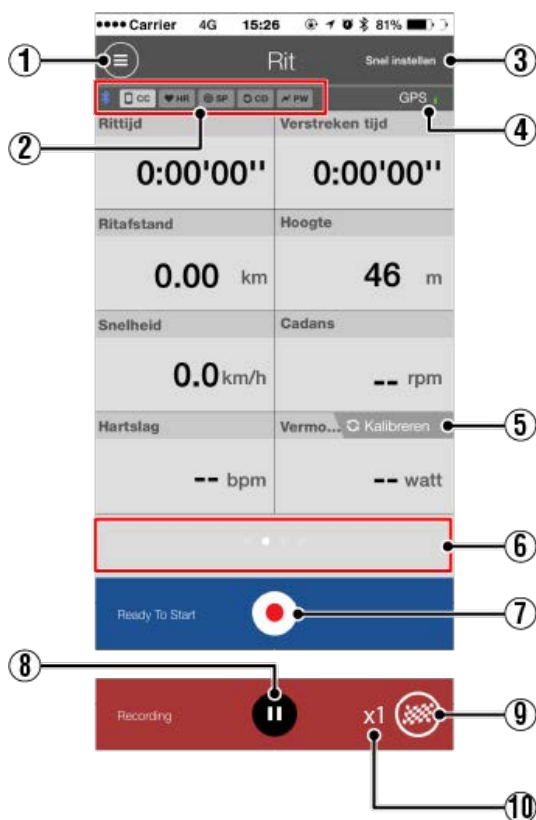 Carrier 4G 15:26 81%
① Rit Snel instellen ③
CC HR SP CD PW GPS
② ④
Rittijd Verstreken tijd
0:00'00'' 0:00'00''
Ritafstand Hoogte
0.00 km 46 m
Snelheid Cadans
0.0 km/h -- rpm
Hartslag Vermo... Kalibreren ⑤
-- bpm -- watt
⑥
Ready To Start ⑦
⑧
Recording x1 ⑨
⑩